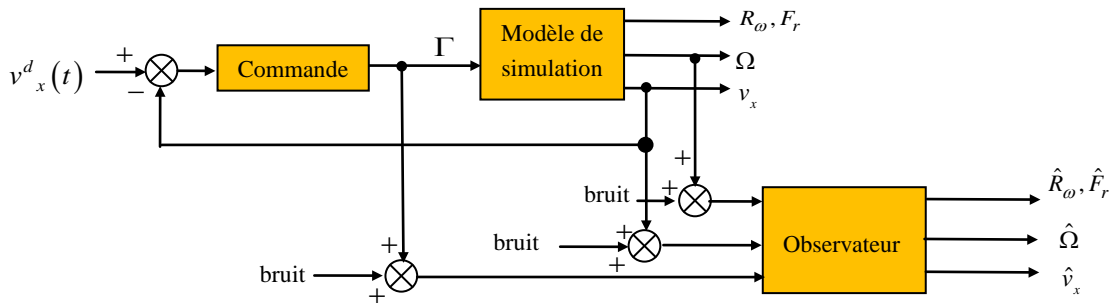 v^d_x(t)
+
−
Commande
Γ
Modèle de
simulation
R_ω, F_r
Ω
v_x
+
bruit
+
+
bruit
+
+
bruit
+
Observateur
R̂_ω, F̂_r
Ω̂
v̂_x